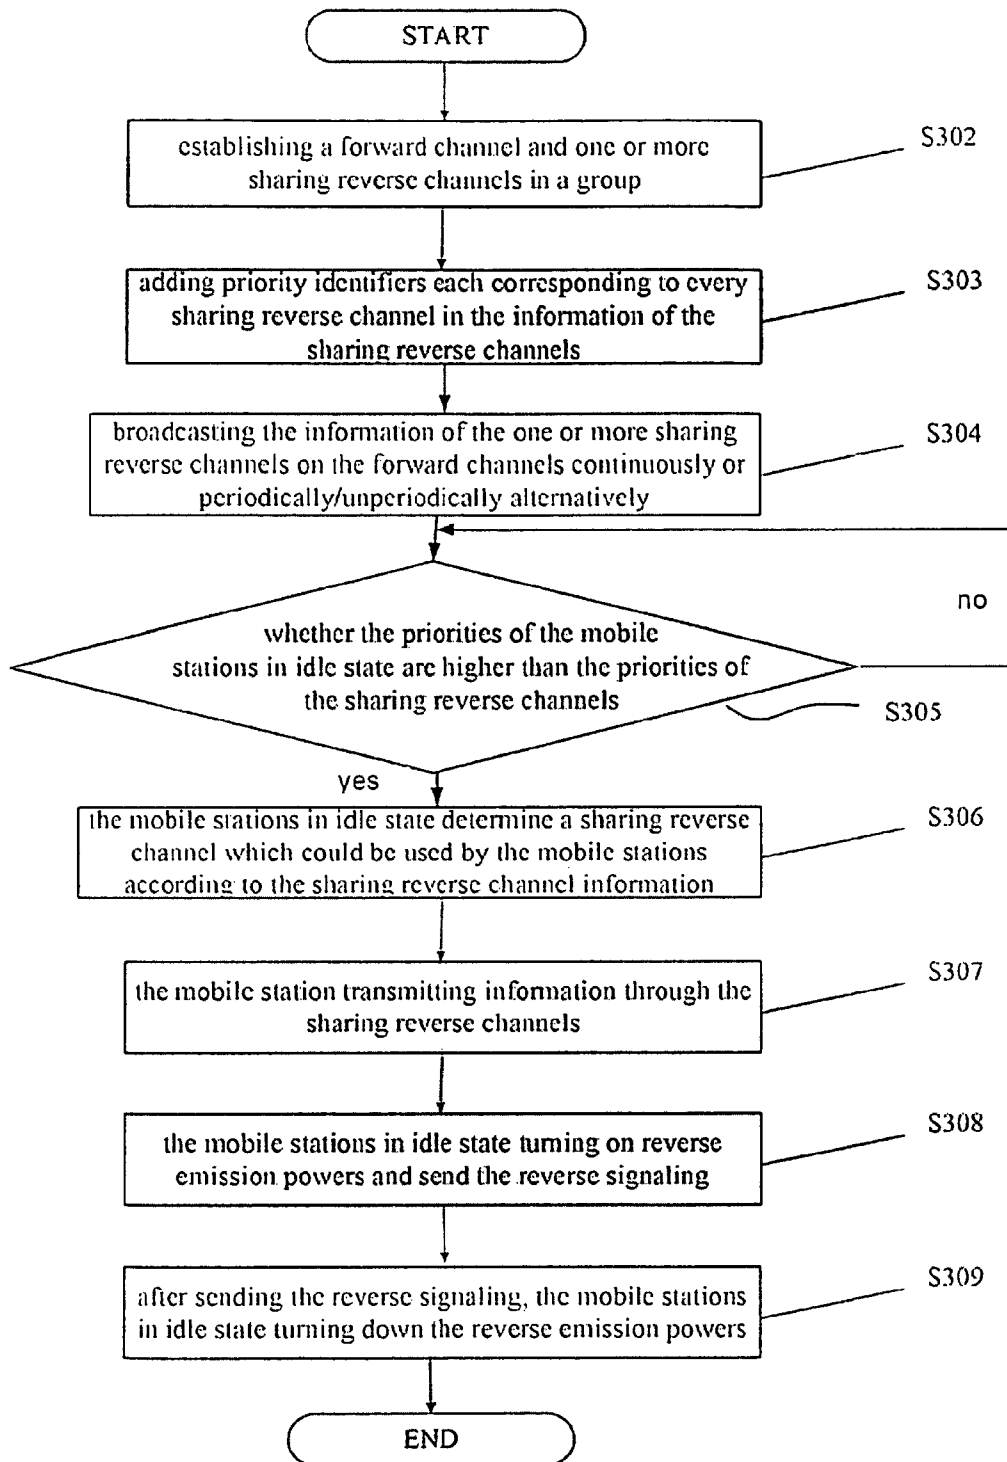 START
establishing a forward channel and one or more
sharing reverse channels in a group
S302
adding priority identifiers each corresponding to every
sharing reverse channel in the information of the
sharing reverse channels
S303
broadcasting the information of the one or more sharing
reverse channels on the forward channels continuously or
periodically/unperiodically alternatively
S304
no
whether the priorities of the mobile
stations in idle state are higher than the priorities of
the sharing reverse channels
S305
yes
the mobile stations in idle state determine a sharing reverse
channel which could be used by the mobile stations
according to the sharing reverse channel information
S306
the mobile station transmitting information through the
sharing reverse channels
S307
the mobile stations in idle state turning on reverse
emission powers and send the reverse signaling
S308
after sending the reverse signaling, the mobile stations
in idle state turning down the reverse emission powers
S309
END